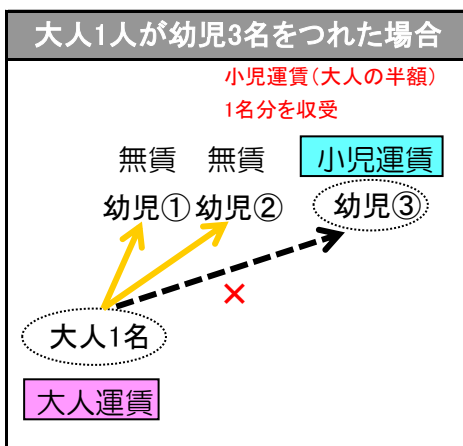 大人1人が幼児3名をつれた場合
小児運賃(大人の半額)
1名分を収受
無賃 無賃 小児運賃
幼児① 幼児② 幼児③
×
大人1名
大人運賃